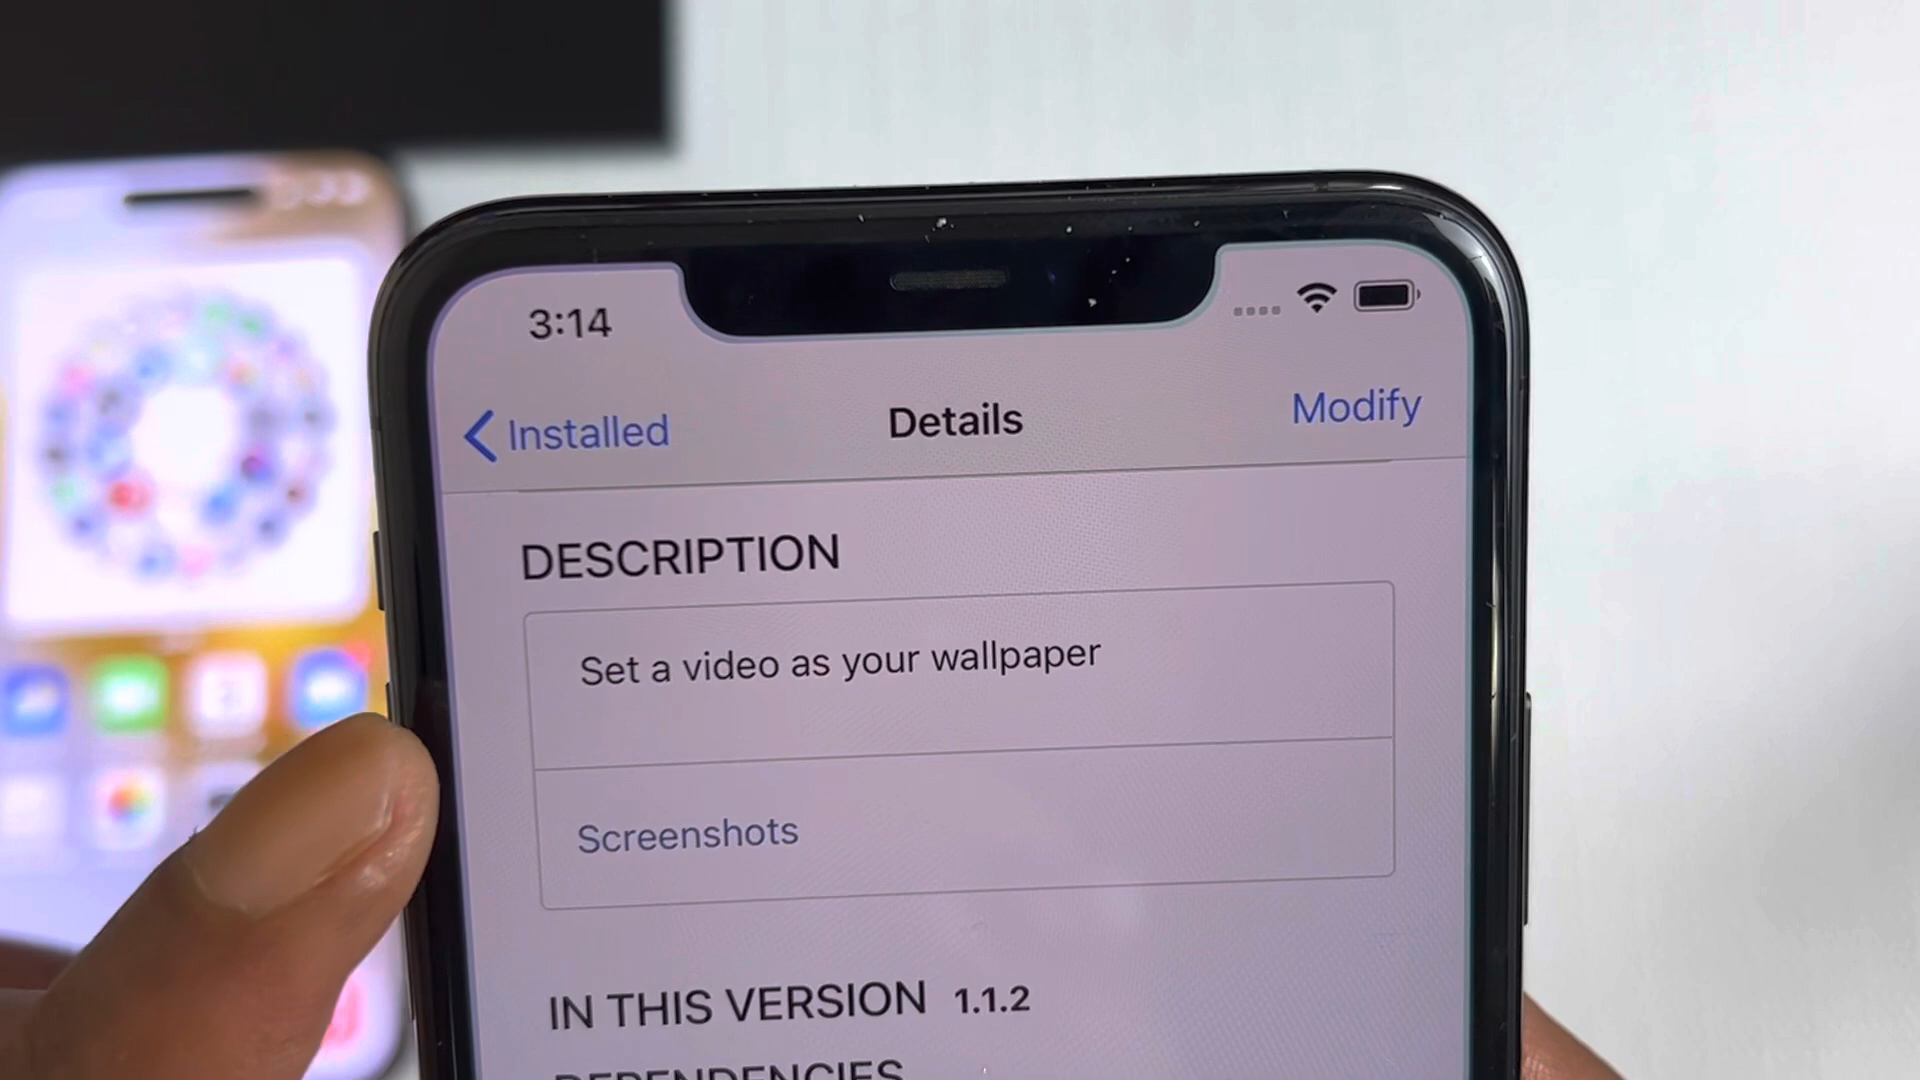 3:14
Installed
Details
Modify
DESCRIPTION
Set a video as your wallpaper
Screenshots
IN THIS VERSION 1.1.2
DEPENDENCIES